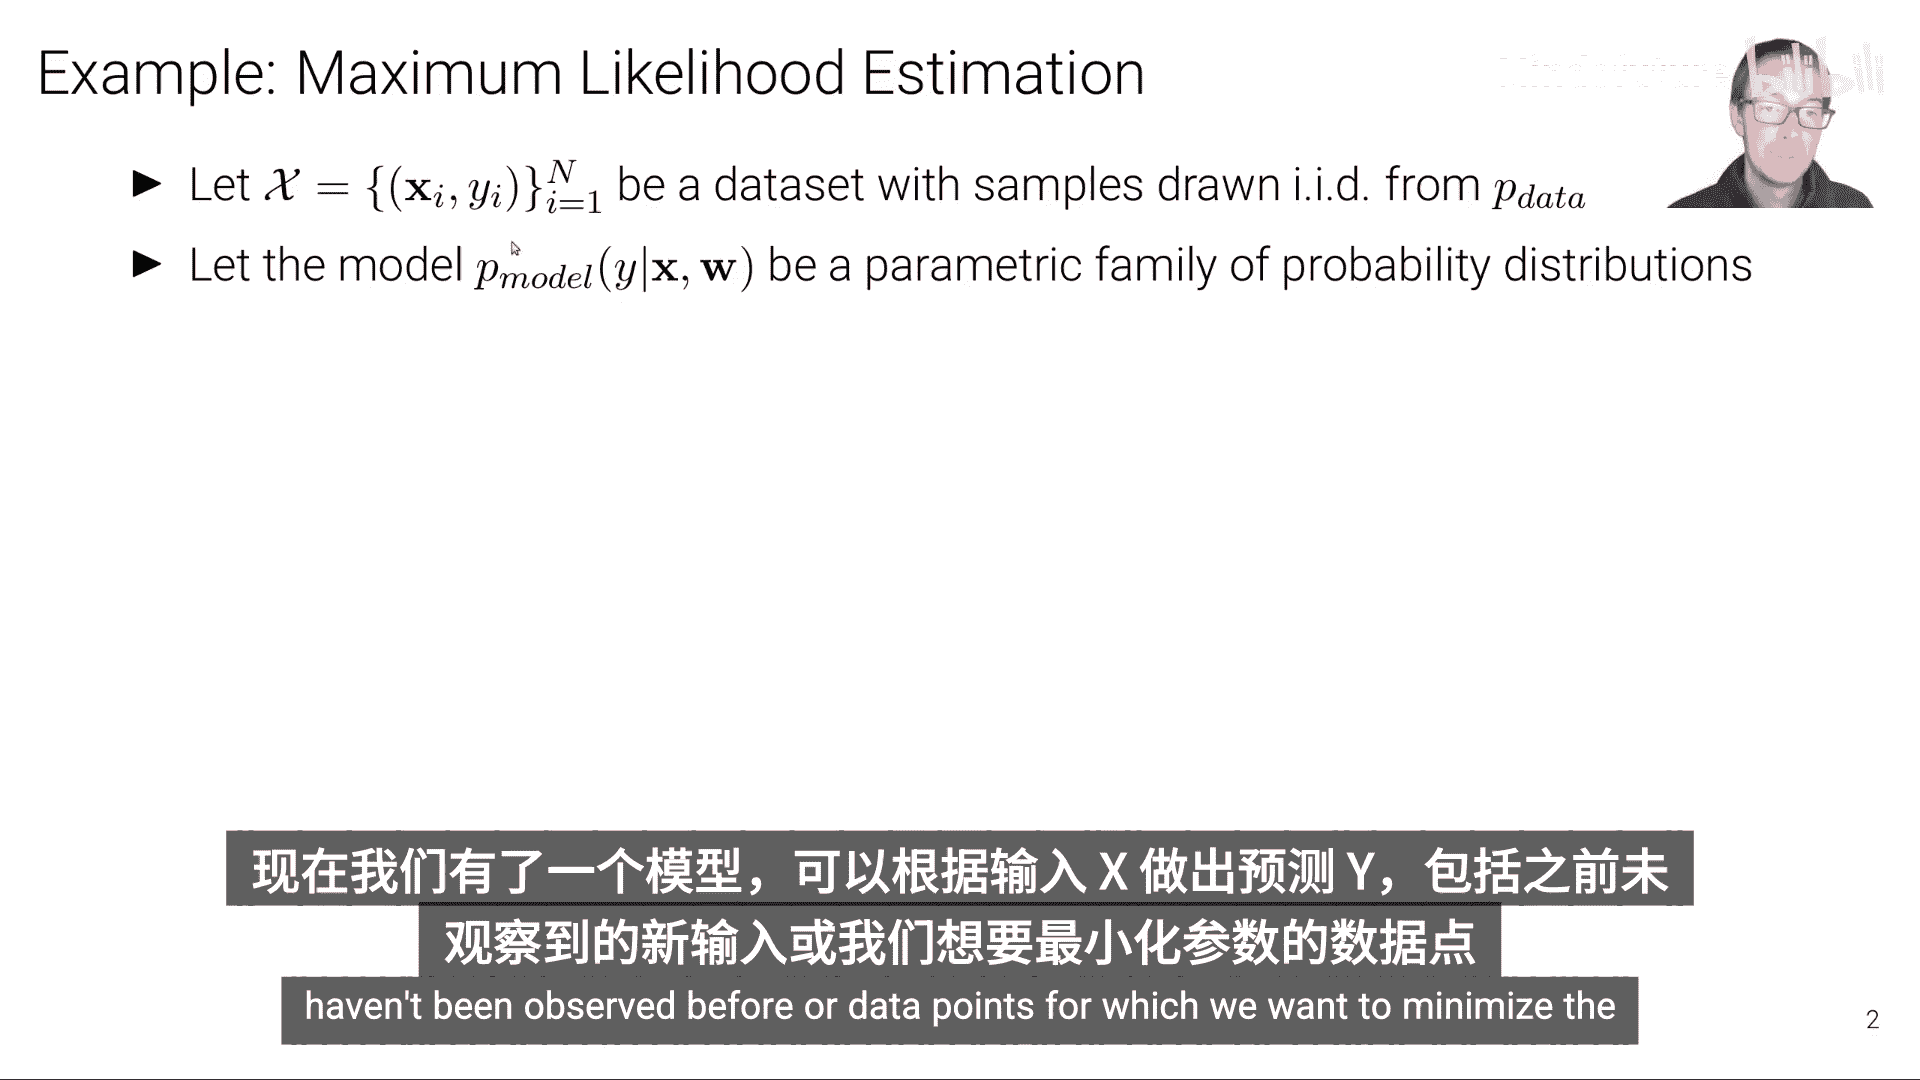 Example: Maximum Likelihood Estimation
bilibili
► Let 𝒳 = {(𝐱ᵢ, yᵢ)}ᵢ₌₁ᴺ be a dataset with samples drawn i.i.d. from p_data
► Let the model p_model(y|𝐱, 𝐰) be a parametric family of probability distributions
现在我们有了一个模型，可以根据输入 X 做出预测 Y，包括之前未
观察到的新输入或我们想要最小化参数的数据点
haven't been observed before or data points for which we want to minimize the
2